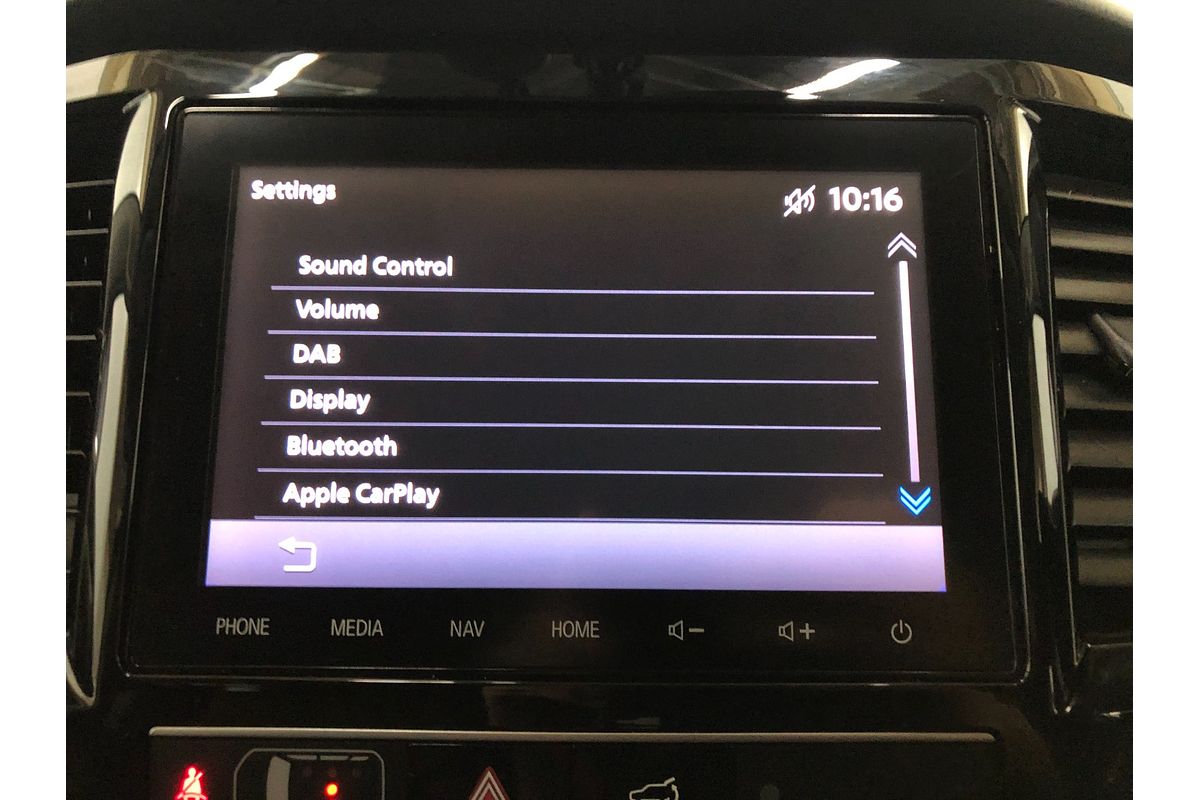 Settings
10:16
Sound Control
Volume
DAB
Display
Bluetooth
Apple CarPlay
PHONE MEDIA NAV HOME